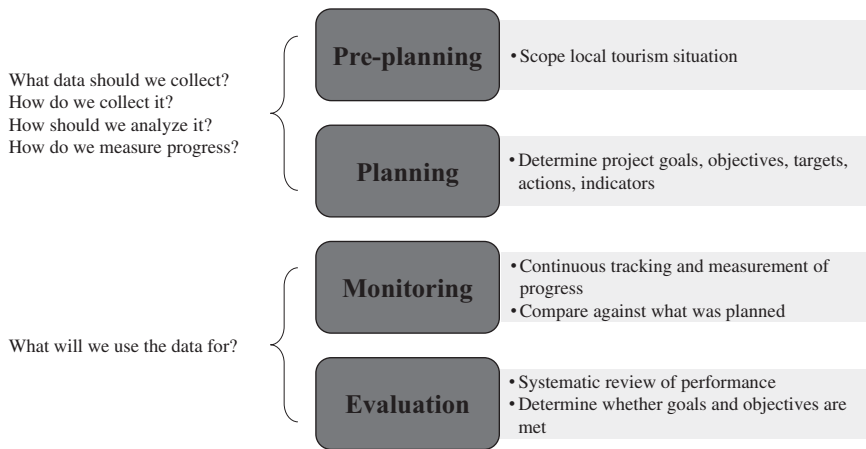 What data should we collect?
How do we collect it?
How should we analyze it?
How do we measure progress?
Pre-planning
• Scope local tourism situation
Planning
• Determine project goals, objectives, targets,
actions, indicators
What will we use the data for?
Monitoring
• Continuous tracking and measurement of
progress
• Compare against what was planned
Evaluation
• Systematic review of performance
• Determine whether goals and objectives are
met